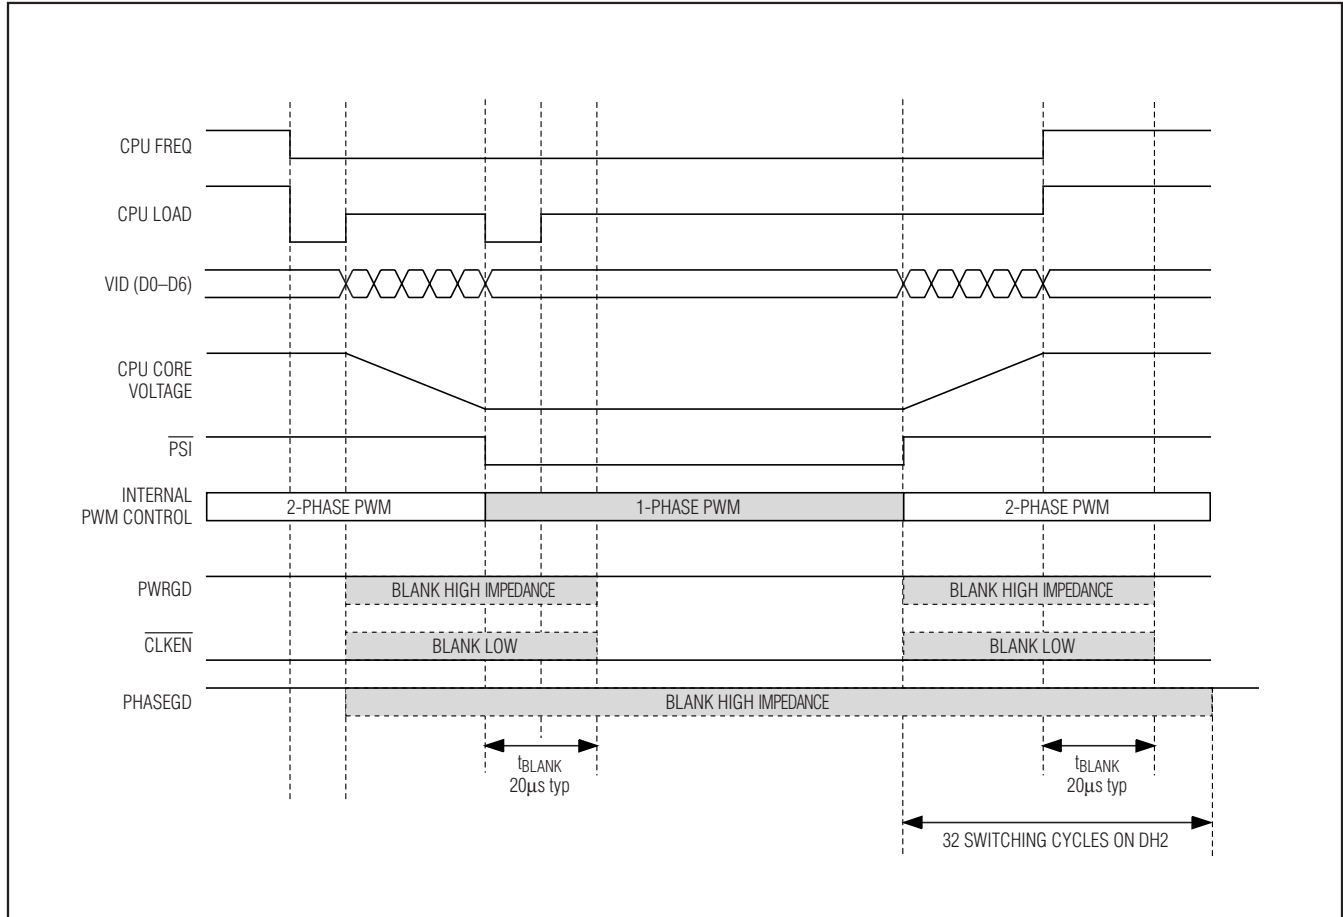 CPU FREQ
CPU LOAD
VID (D0–D6)
CPU CORE
VOLTAGE
PSI
INTERNAL
PWM CONTROL
2-PHASE PWM
1-PHASE PWM
2-PHASE PWM
PWRGD
BLANK HIGH IMPEDANCE
BLANK HIGH IMPEDANCE
CLKEN
BLANK LOW
BLANK LOW
PHASEGD
BLANK HIGH IMPEDANCE
tBLANK
20µs typ
tBLANK
20µs typ
32 SWITCHING CYCLES ON DH2